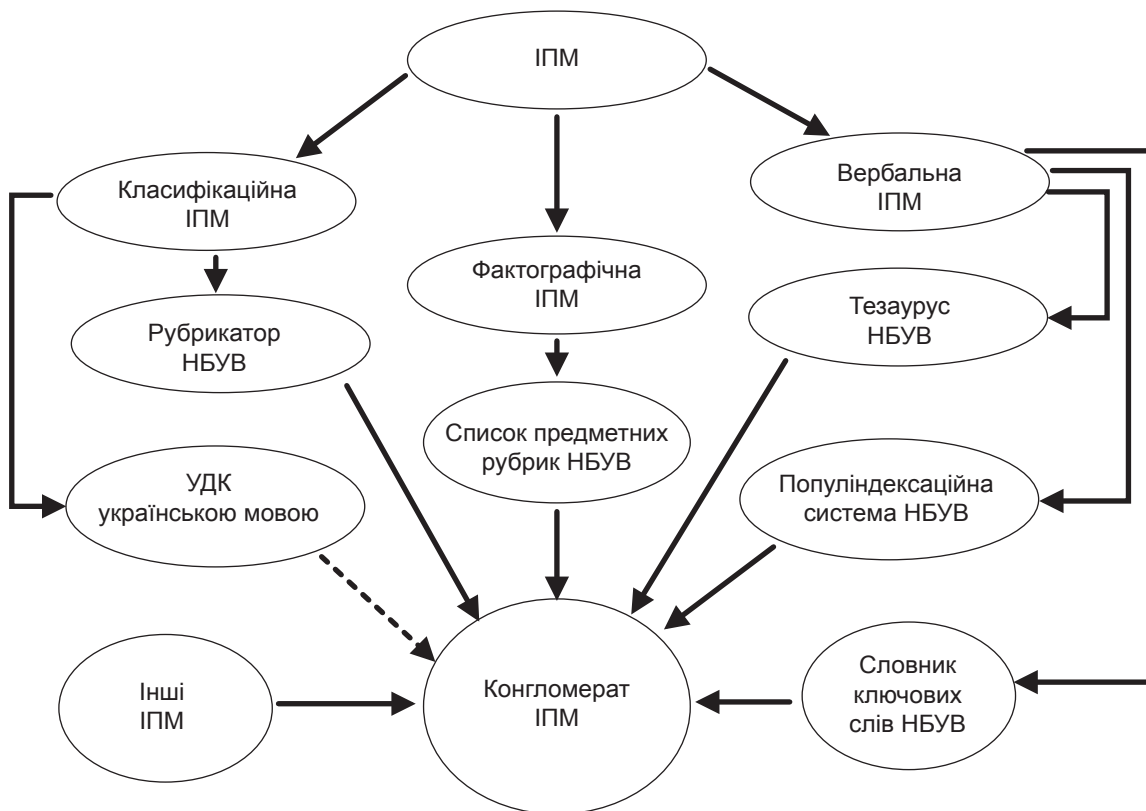 ІПМ
Класифікаційна
ІПМ
Вербальна
ІПМ
Фактографічна
ІПМ
Рубрикатор
НБУВ
Тезаурус
НБУВ
Список предметних
рубрик НБУВ
УДК
українською мовою
Популіндексаційна
система НБУВ
Інші
ІПМ
Конгломерат
ІПМ
Словник
ключових
слів НБУВ